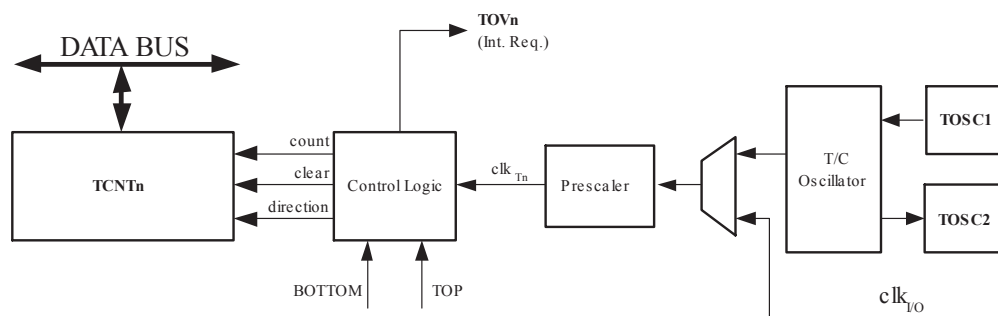 TOVn
(Int. Req.)
DATA BUS
TOSC1
count
T/C
Oscillator
TCNTn
clear
Control Logic
clk Tn
Prescaler
direction
TOSC2
BOTTOM
TOP
clk I/O